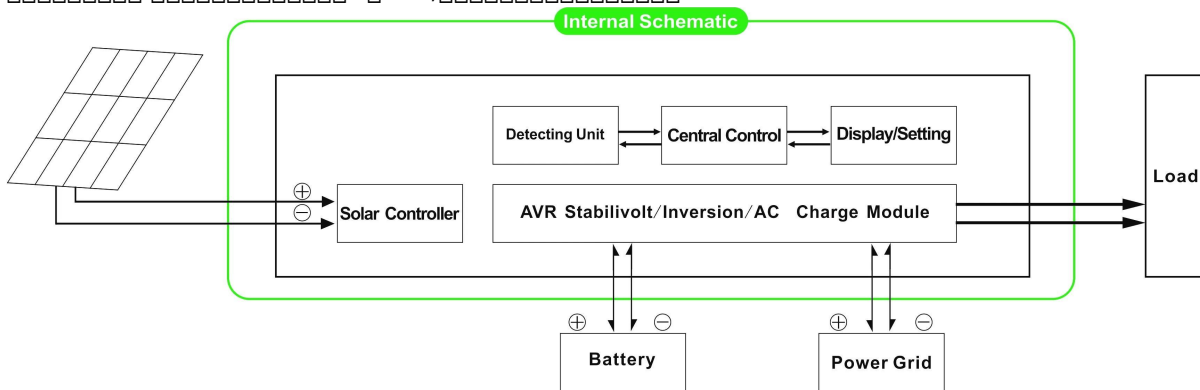 Internal Schematic
Detecting Unit
Central Control
Display/Setting
Load
⊕
⊖
Solar Controller
AVR Stabilivolt/Inversion/AC Charge Module
⊕
⊖
⊕
⊖
Battery
Power Grid